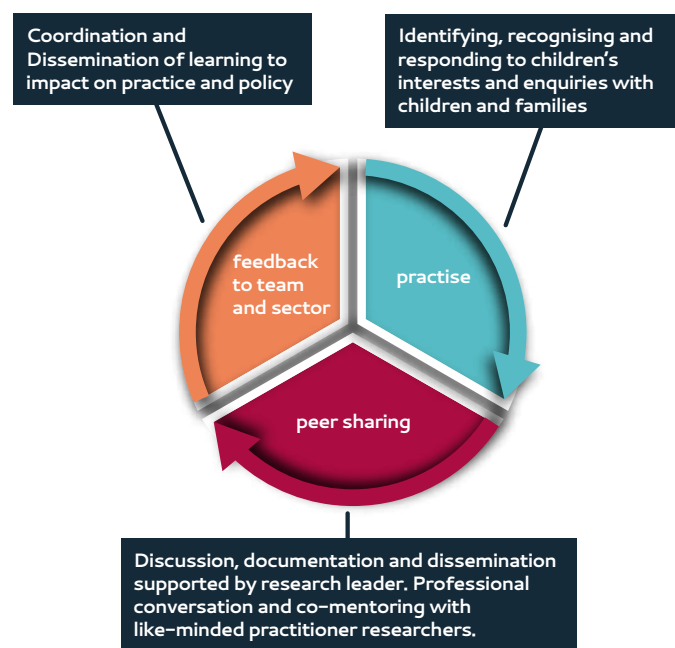 Coordination and
Dissemination of learning to
impact on practice and policy
Identifying, recognising and
responding to children’s
interests and enquiries with
children and families
feedback
to team
and sector
practise
peer sharing
Discussion, documentation and dissemination
supported by research leader. Professional
conversation and co-mentoring with
like-minded practitioner researchers.